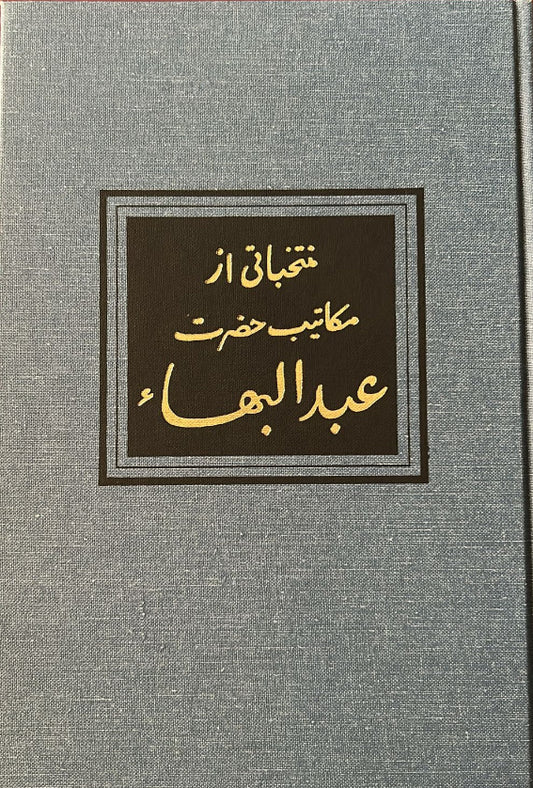 منتخباتی از
مکاتیب حضرت
عبدالبهاء